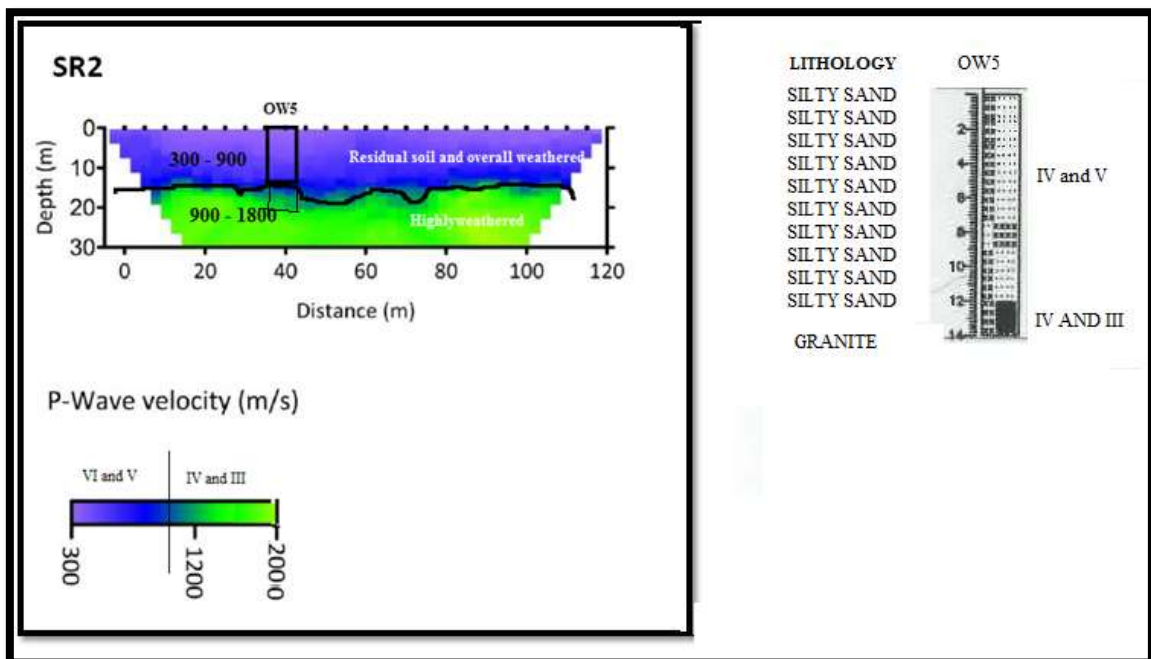 SR2
OW5
0
10
20
30
Depth (m)
300 - 900
Residual soil and overall weathered
900 - 1800
Highlyweathered
0 20 40 60 80 100 120
Distance (m)
P-Wave velocity (m/s)
VI and V
IV and III
300
1200
2000
LITHOLOGY
OW5
SILTY SAND
SILTY SAND
SILTY SAND
SILTY SAND
SILTY SAND
SILTY SAND
SILTY SAND
SILTY SAND
SILTY SAND
SILTY SAND
GRANITE
2
4
6
8
10
12
14
IV and V
IV AND III